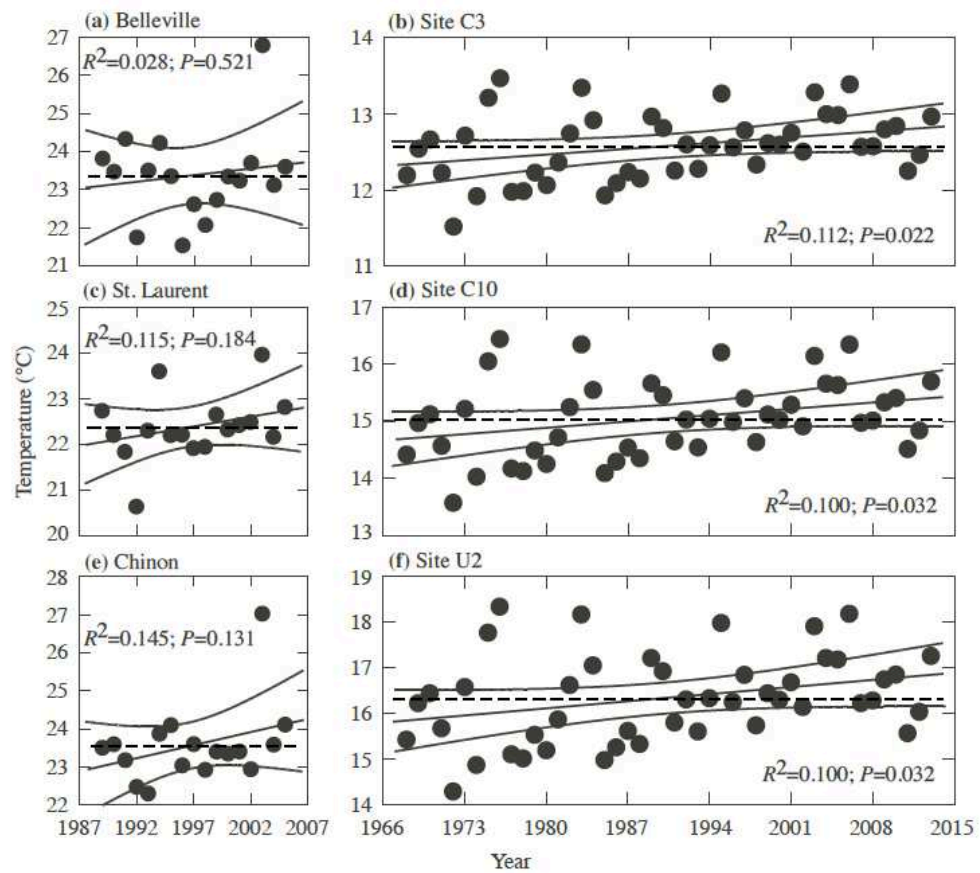 (a) Belleville
(b) Site C3
27
26
25
24
23
22
21
R²=0.028; P=0.521
14
13
12
11
R²=0.112; P=0.022
(c) St. Laurent
(d) Site C10
25
24
23
22
21
20
R²=0.115; P=0.184
17
16
15
14
13
R²=0.100; P=0.032
Temperature (°C)
(e) Chinon
(f) Site U2
28
27
26
25
24
23
22
R²=0.145; P=0.131
19
18
17
16
15
14
R²=0.100; P=0.032
1987 1992 1997 2002 2007
1966 1973 1980 1987 1994 2001 2008 2015
Year